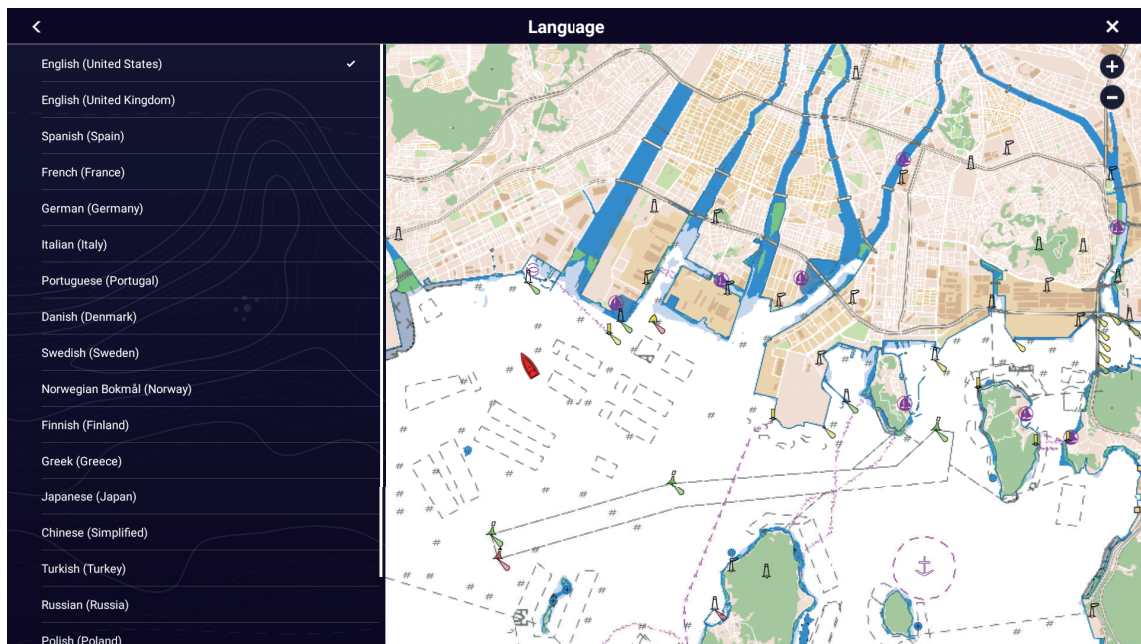 Language
English (United States)
English (United Kingdom)
Spanish (Spain)
French (France)
German (Germany)
Italian (Italy)
Portuguese (Portugal)
Danish (Denmark)
Swedish (Sweden)
Norwegian Bokmål (Norway)
Finnish (Finland)
Greek (Greece)
Japanese (Japan)
Chinese (Simplified)
Turkish (Turkey)
Russian (Russia)
Polish (Poland)